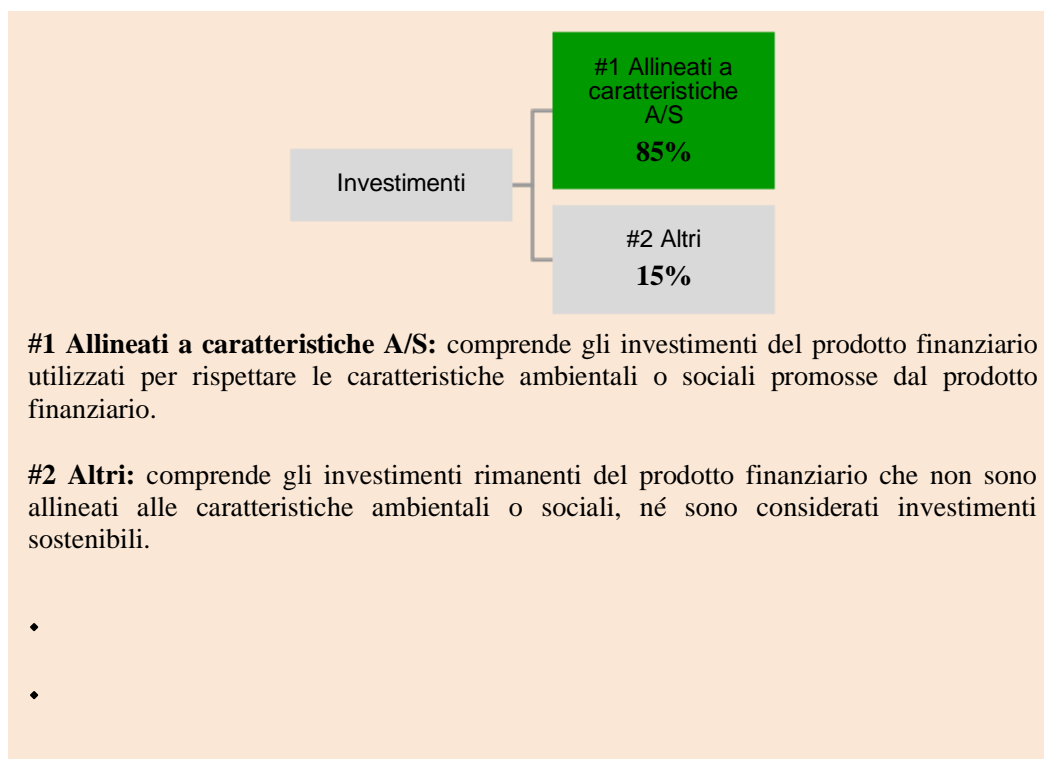 #1 Allineati a
caratteristiche
A/S
85%
Investimenti
#2 Altri
15%
#1 Allineati a caratteristiche A/S: comprende gli investimenti del prodotto finanziario
utilizzati per rispettare le caratteristiche ambientali o sociali promosse dal prodotto
finanziario.
#2 Altri: comprende gli investimenti rimanenti del prodotto finanziario che non sono
allineati alle caratteristiche ambientali o sociali, né sono considerati investimenti
sostenibili.